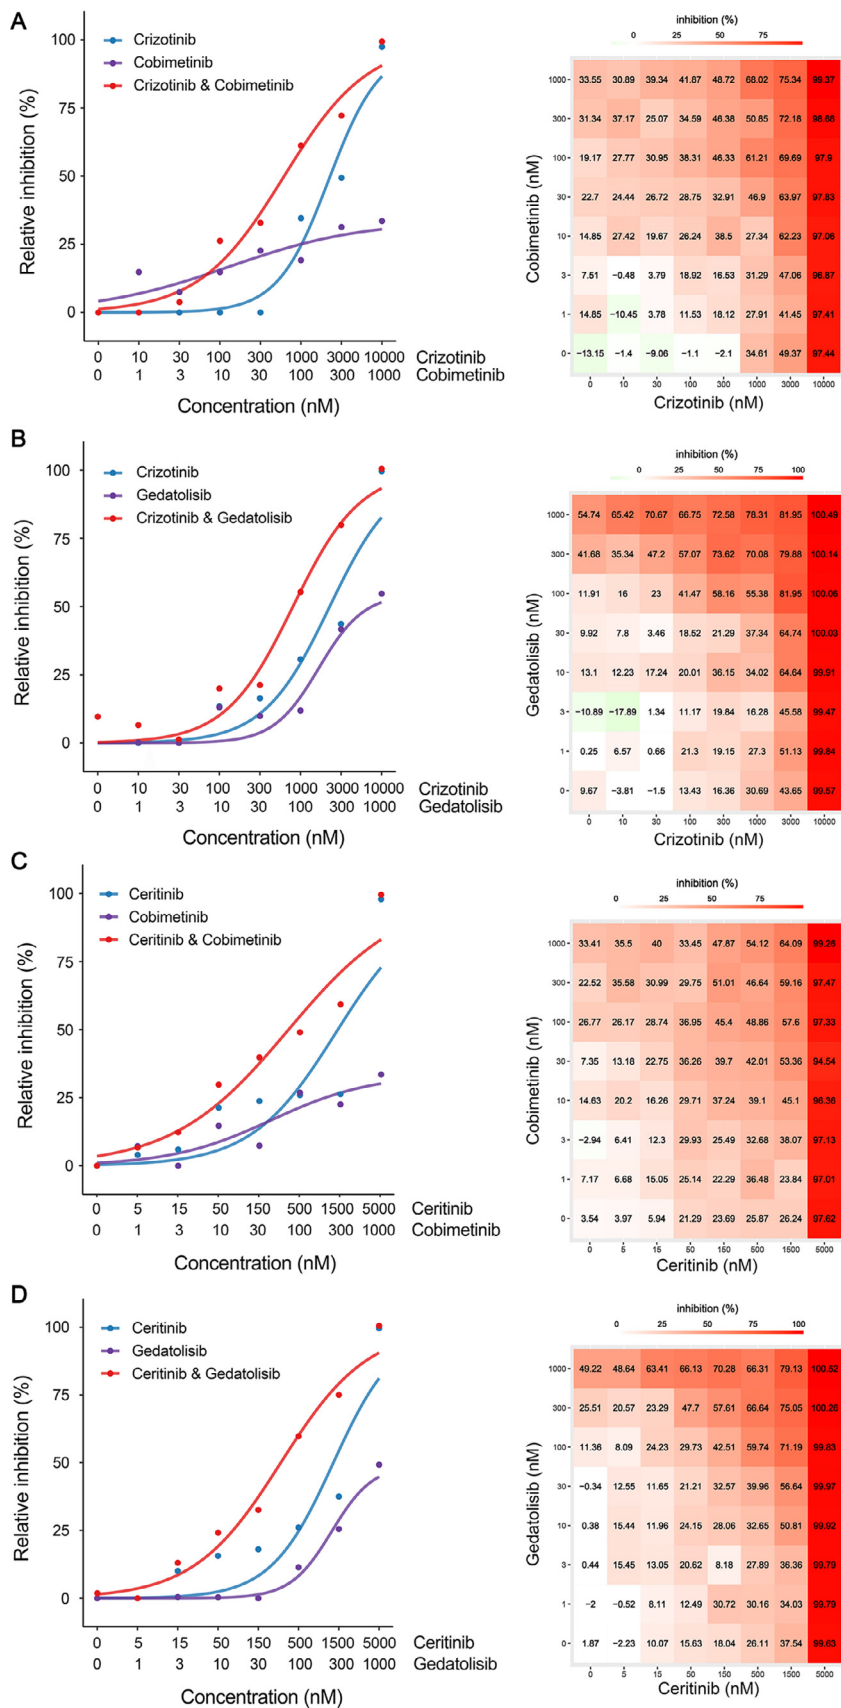 A
Relative inhibition (%)
100
75
50
25
0
Crizotinib
Cobimetinib
Crizotinib & Cobimetinib
0 10 30 100 300 1000 3000 10000 Crizotinib
0 1 3 10 30 100 300 1000 Cobimetinib
Concentration (nM)
inhibition (%)
0 25 50 75
Cobimetinib (nM)
1000 33.55 30.89 39.34 41.87 48.72 68.02 75.34 99.37
300 31.34 37.17 25.07 34.59 46.38 50.85 72.18 98.68
100 19.17 27.77 30.95 38.31 46.33 61.21 69.69 97.9
30 22.7 24.44 26.72 28.75 32.91 46.9 63.97 97.83
10 14.85 27.42 19.67 26.24 38.5 27.34 62.23 97.06
3 7.51 −0.48 3.79 18.92 16.53 31.29 47.06 96.87
1 14.85 −10.45 3.78 11.53 18.12 27.91 41.45 97.41
0 −13.15 −1.4 −9.06 −1.1 −2.1 34.61 49.37 97.44
0 10 30 100 300 1000 3000 10000
Crizotinib (nM)
B
Relative inhibition (%)
100
75
50
25
0
Crizotinib
Gedatolisib
Crizotinib & Gedatolisib
0 10 30 100 300 1000 3000 10000 Crizotinib
0 1 3 10 30 100 300 1000 Gedatolisib
Concentration (nM)
inhibition (%)
0 25 50 75 100
Gedatolisib (nM)
1000 54.74 65.42 70.67 66.75 72.58 78.31 81.95 100.49
300 41.68 35.34 47.2 57.07 73.62 70.08 79.88 100.14
100 11.91 16 23 41.47 58.16 55.38 81.95 100.06
30 9.92 7.8 3.46 18.52 21.29 37.34 64.74 100.03
10 13.1 12.23 17.24 20.01 36.15 34.02 64.64 99.91
3 −10.89 −17.89 1.34 11.17 19.84 16.28 45.58 99.47
1 0.25 6.57 0.66 21.3 19.15 27.3 51.13 99.84
0 9.67 −3.81 −1.5 13.43 16.36 30.69 43.65 99.57
0 10 30 100 300 1000 3000 10000
Crizotinib (nM)
C
Relative inhibition (%)
100
75
50
25
0
Ceritinib
Cobimetinib
Ceritinib & Cobimetinib
0 5 15 50 150 500 1500 5000 Ceritinib
0 1 3 10 30 100 300 1000 Cobimetinib
Concentration (nM)
inhibition (%)
0 25 50 75
Cobimetinib (nM)
1000 33.41 35.5 40 33.45 47.87 54.12 64.09 99.26
300 22.52 35.58 30.99 29.75 51.01 46.64 59.16 97.47
100 26.77 26.17 28.74 36.95 45.4 48.86 57.6 97.33
30 7.35 13.18 22.75 36.26 39.7 42.01 53.36 94.54
10 14.63 20.2 16.26 29.71 37.24 39.1 45.1 96.36
3 −2.94 6.41 12.3 29.93 25.49 32.68 38.07 97.13
1 7.17 6.68 15.05 25.14 22.29 36.48 23.84 97.01
0 3.54 3.97 5.94 21.29 23.69 25.87 26.24 97.62
0 5 15 50 150 500 1500 5000
Ceritinib (nM)
D
Relative inhibition (%)
100
75
50
25
0
Ceritinib
Gedatolisib
Ceritinib & Gedatolisib
0 5 15 50 150 500 1500 5000 Ceritinib
0 1 3 10 30 100 300 1000 Gedatolisib
Concentration (nM)
inhibition (%)
0 25 50 75 100
Gedatolisib (nM)
1000 49.22 48.64 63.41 66.13 70.28 66.31 79.13 100.52
300 25.51 20.57 23.29 47.7 57.61 66.64 75.05 100.26
100 11.36 8.09 24.23 29.73 42.51 59.74 71.19 99.83
30 −0.34 12.55 11.65 21.21 32.57 39.96 56.64 99.97
10 0.38 15.44 11.96 24.15 28.06 32.65 50.81 99.92
3 0.44 15.45 13.05 20.62 8.18 27.89 36.36 99.79
1 −2 −0.52 8.11 12.49 30.72 30.16 34.03 99.79
0 1.87 −2.23 10.07 15.63 18.04 26.11 37.54 99.63
0 5 15 50 150 500 1500 5000
Ceritinib (nM)